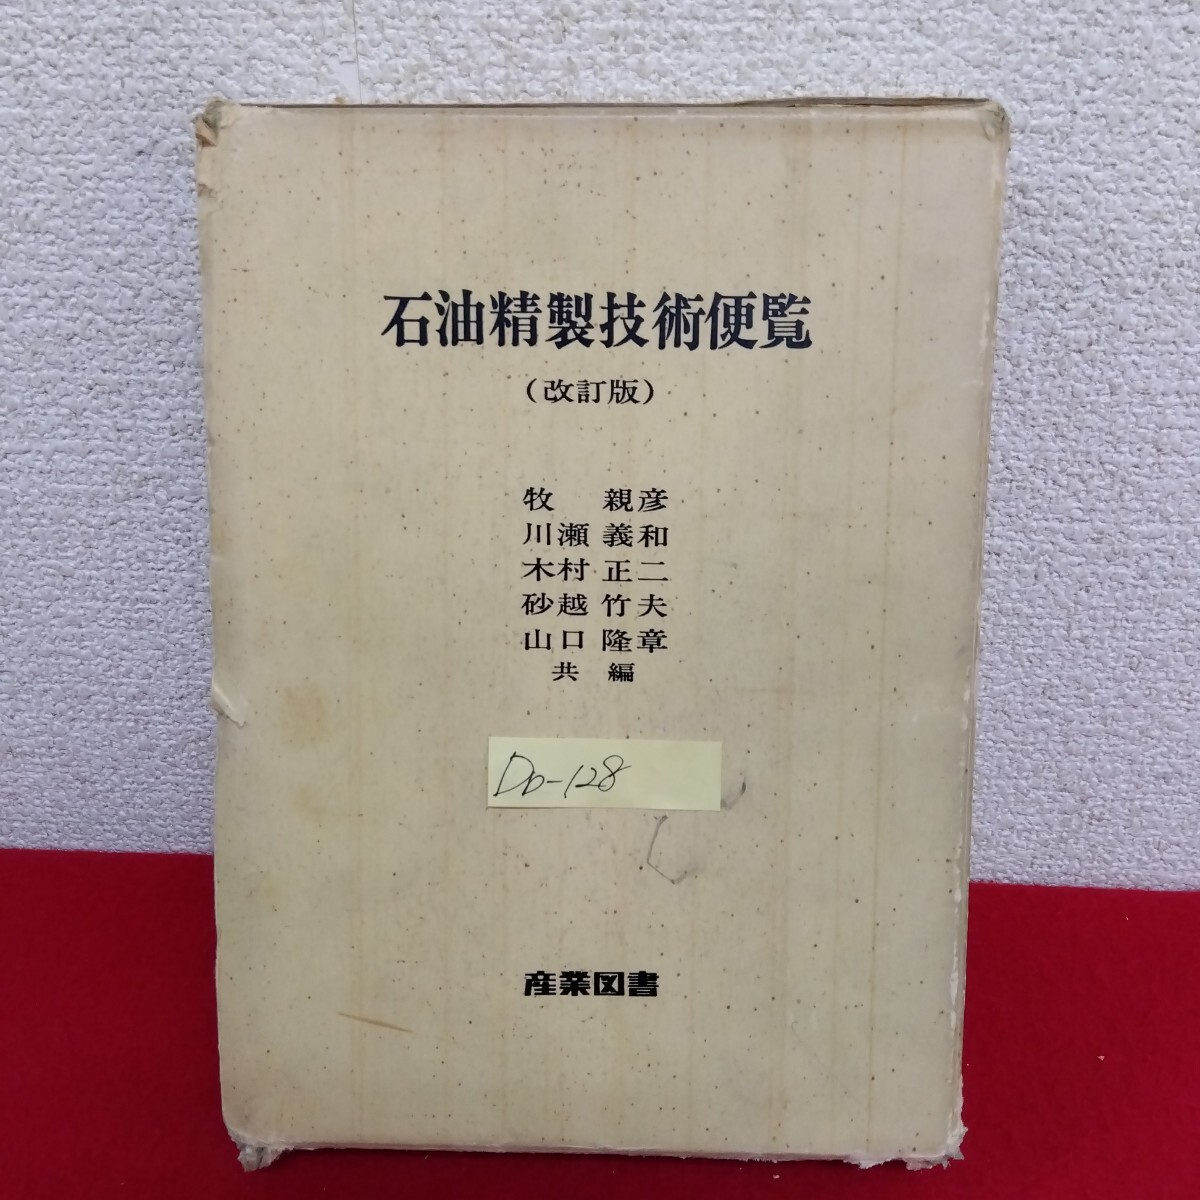 石油精製技術便覧
（改訂版）
牧 親彦
川瀬 義和
木村 正二
砂越 竹夫
山口 隆章
共編
Do-128
産業図書